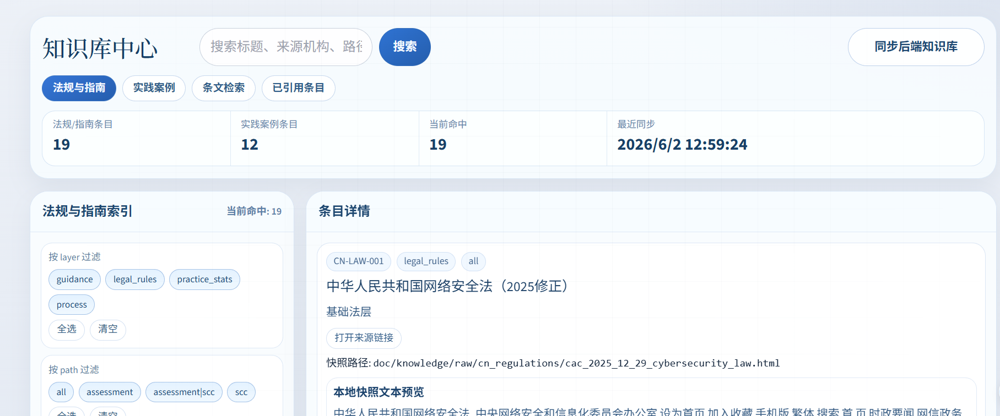 知识库中心
搜索标题、来源机构、路径
搜索
同步后端知识库
法规与指南 实践案例 条文检索 已引用条目
法规/指南条目 实践案例条目 当前命中 最近同步
19 12 19 2026/6/2 12:59:24
法规与指南索引 当前命中: 19
按 layer 过滤
guidance legal_rules practice_stats
process
全选 清空
按 path 过滤
all assessment assessment|scc scc
全选 清空
条目详情
CN-LAW-001 legal_rules all
中华人民共和国网络安全法（2025修正）
基础法层
打开来源链接
快照路径: doc/knowledge/raw/cn_regulations/cac_2025_12_29_cybersecurity_law.html
本地快照文本预览
中华人民共和国网络安全法_中央网络安全和信息化委员会办公室 设为首页 加入收藏 手机版 繁体 搜索 首 页 时政要闻 网信政务